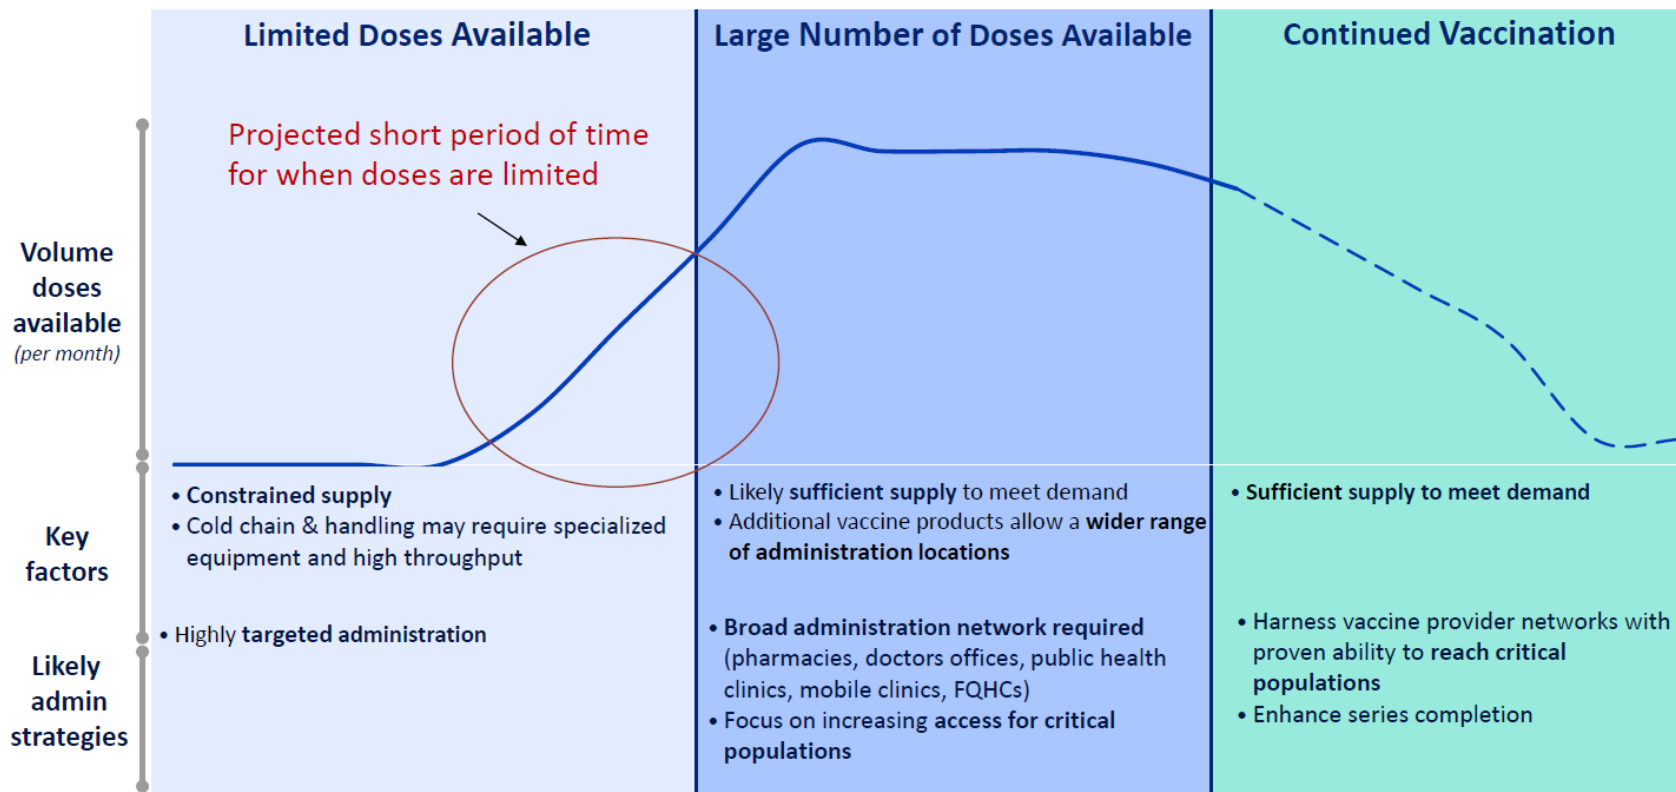 Limited Doses Available
Large Number of Doses Available
Continued Vaccination
Projected short period of time
for when doses are limited
Volume
doses
available
(per month)
Key
factors
• Constrained supply
• Cold chain & handling may require specialized
equipment and high throughput
• Likely sufficient supply to meet demand
• Additional vaccine products allow a wider range
of administration locations
• Sufficient supply to meet demand
Likely
admin
strategies
• Highly targeted administration
• Broad administration network required
(pharmacies, doctors offices, public health
clinics, mobile clinics, FQHCs)
• Focus on increasing access for critical
populations
• Harness vaccine provider networks with
proven ability to reach critical
populations
• Enhance series completion